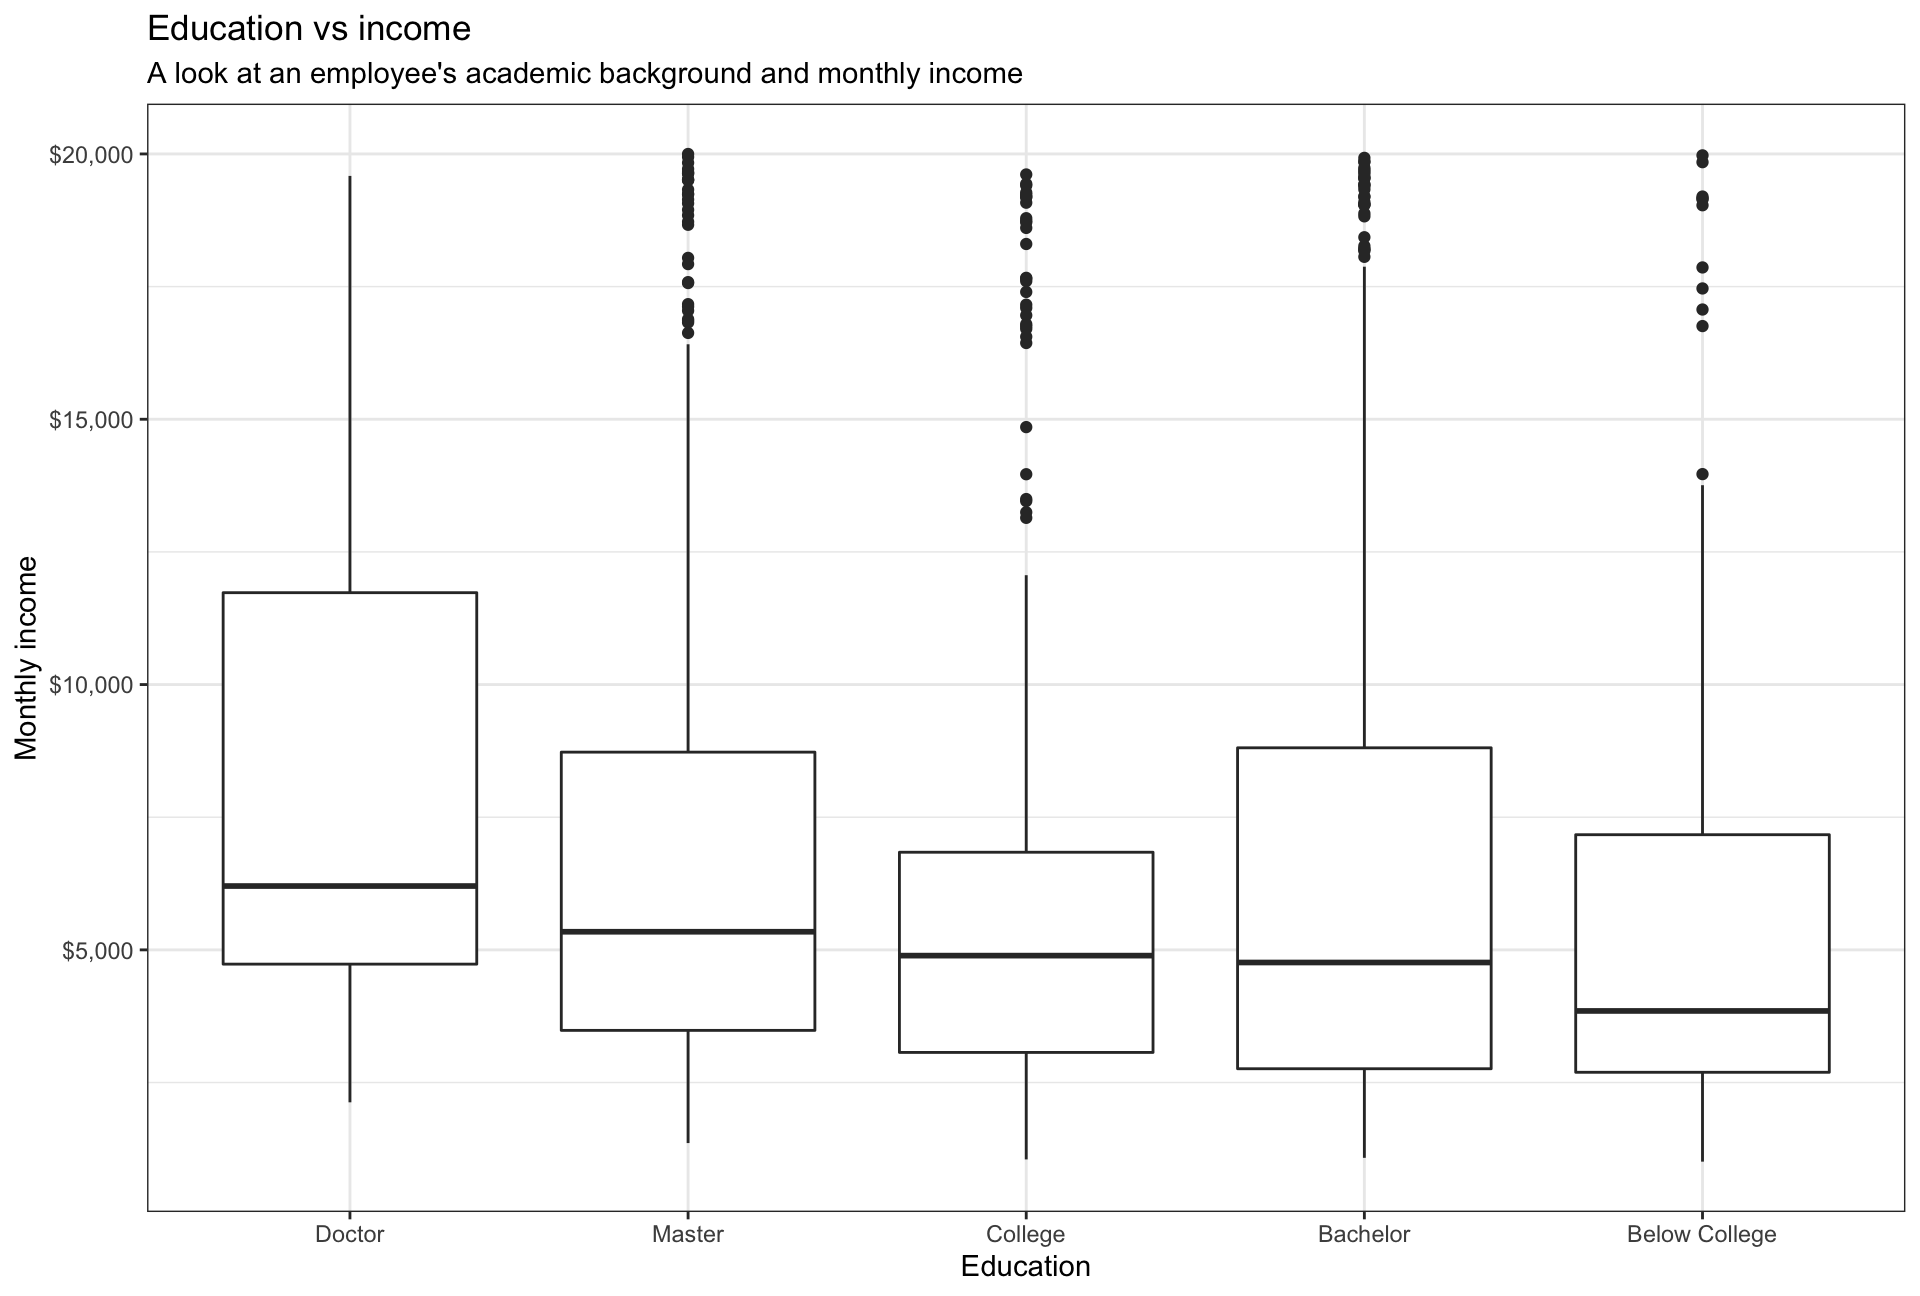 Education vs income
A look at an employee's academic background and monthly income
Monthly income
$20,000
$15,000
$10,000
$5,000
Doctor Master College Bachelor Below College
Education